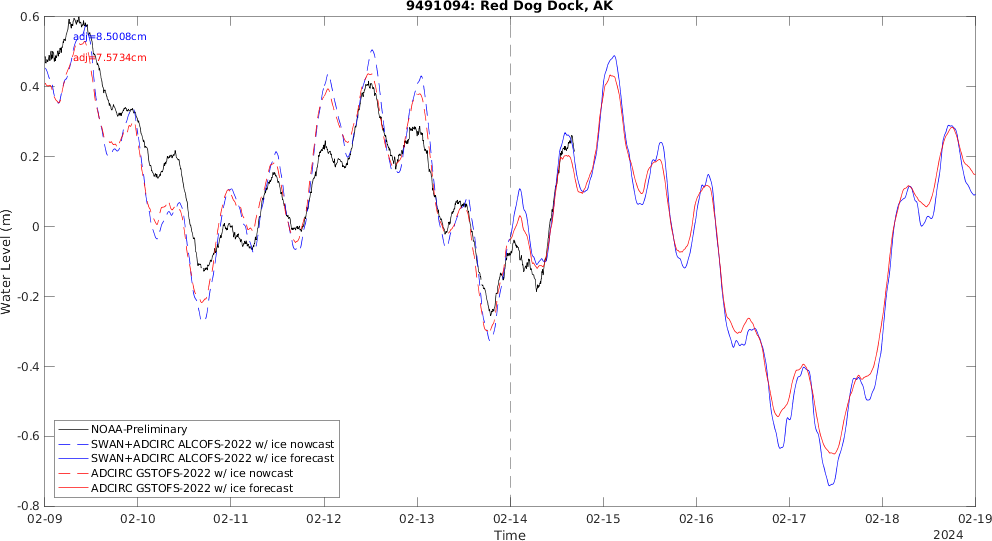 9491094: Red Dog Dock, AK
adj=8.5008cm
adj=7.5734cm
Water Level (m)
0.6
0.4
0.2
0
-0.2
-0.4
-0.6
-0.8
NOAA-Preliminary
SWAN+ADCIRC ALCOFS-2022 w/ ice nowcast
SWAN+ADCIRC ALCOFS-2022 w/ ice forecast
ADCIRC GSTOFS-2022 w/ ice nowcast
ADCIRC GSTOFS-2022 w/ ice forecast
02-09 02-10 02-11 02-12 02-13 02-14 02-15 02-16 02-17 02-18 02-19
Time
2024